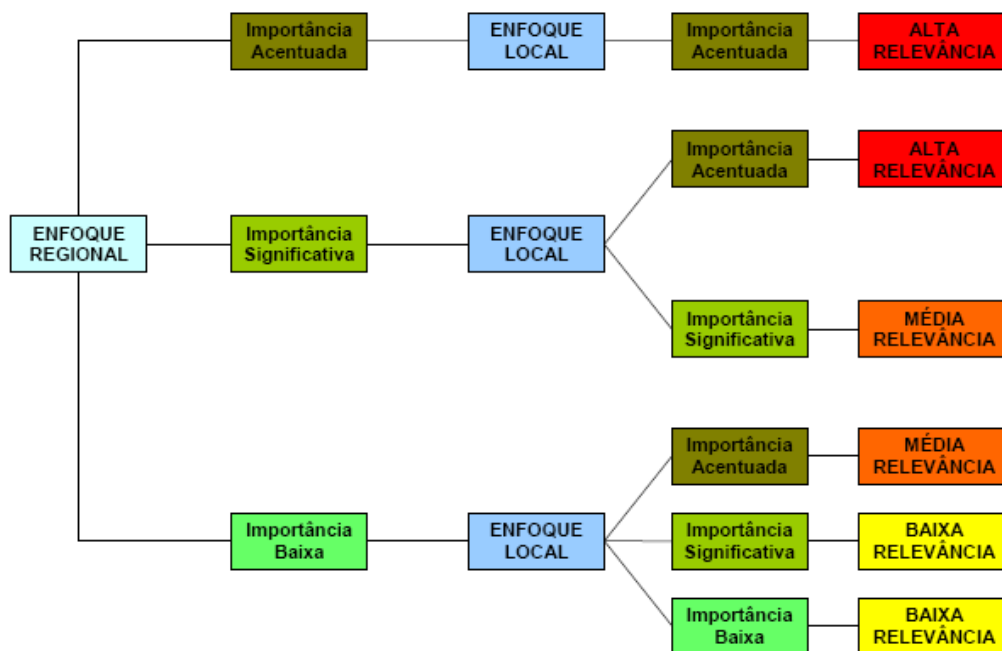 Importância
Acentuada
ENFOQUE
LOCAL
Importância
Acentuada
ALTA
RELEVÂNCIA
Importância
Acentuada
ALTA
RELEVÂNCIA
ENFOQUE
REGIONAL
Importância
Significativa
ENFOQUE
LOCAL
Importância
Significativa
MÉDIA
RELEVÂNCIA
Importância
Acentuada
MÉDIA
RELEVÂNCIA
Importância
Baixa
ENFOQUE
LOCAL
Importância
Significativa
BAIXA
RELEVÂNCIA
Importância
Baixa
BAIXA
RELEVÂNCIA